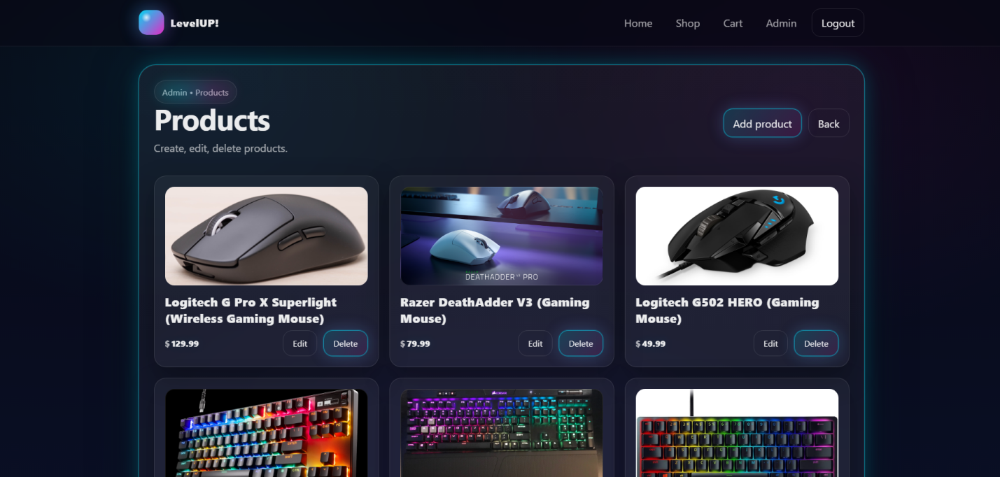 LevelUP!
Home
Shop
Cart
Admin
Logout
Admin • Products
Products
Add product
Back
Create, edit, delete products.
DEATHADDER V3 PRO
Logitech G Pro X Superlight
(Wireless Gaming Mouse)
$ 129.99
Edit
Delete
Razer DeathAdder V3 (Gaming
Mouse)
$ 79.99
Edit
Delete
Logitech G502 HERO (Gaming
Mouse)
$ 49.99
Edit
Delete